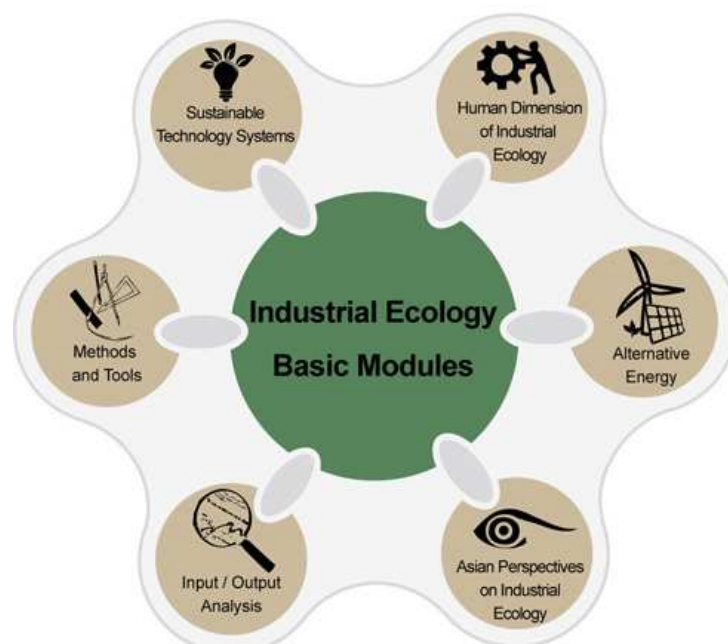 Sustainable
Technology Systems
Human Dimension
of Industrial
Ecology
Industrial Ecology
Basic Modules
Methods
and Tools
Alternative
Energy
Input / Output
Analysis
Asian Perspectives
on Industrial
Ecology